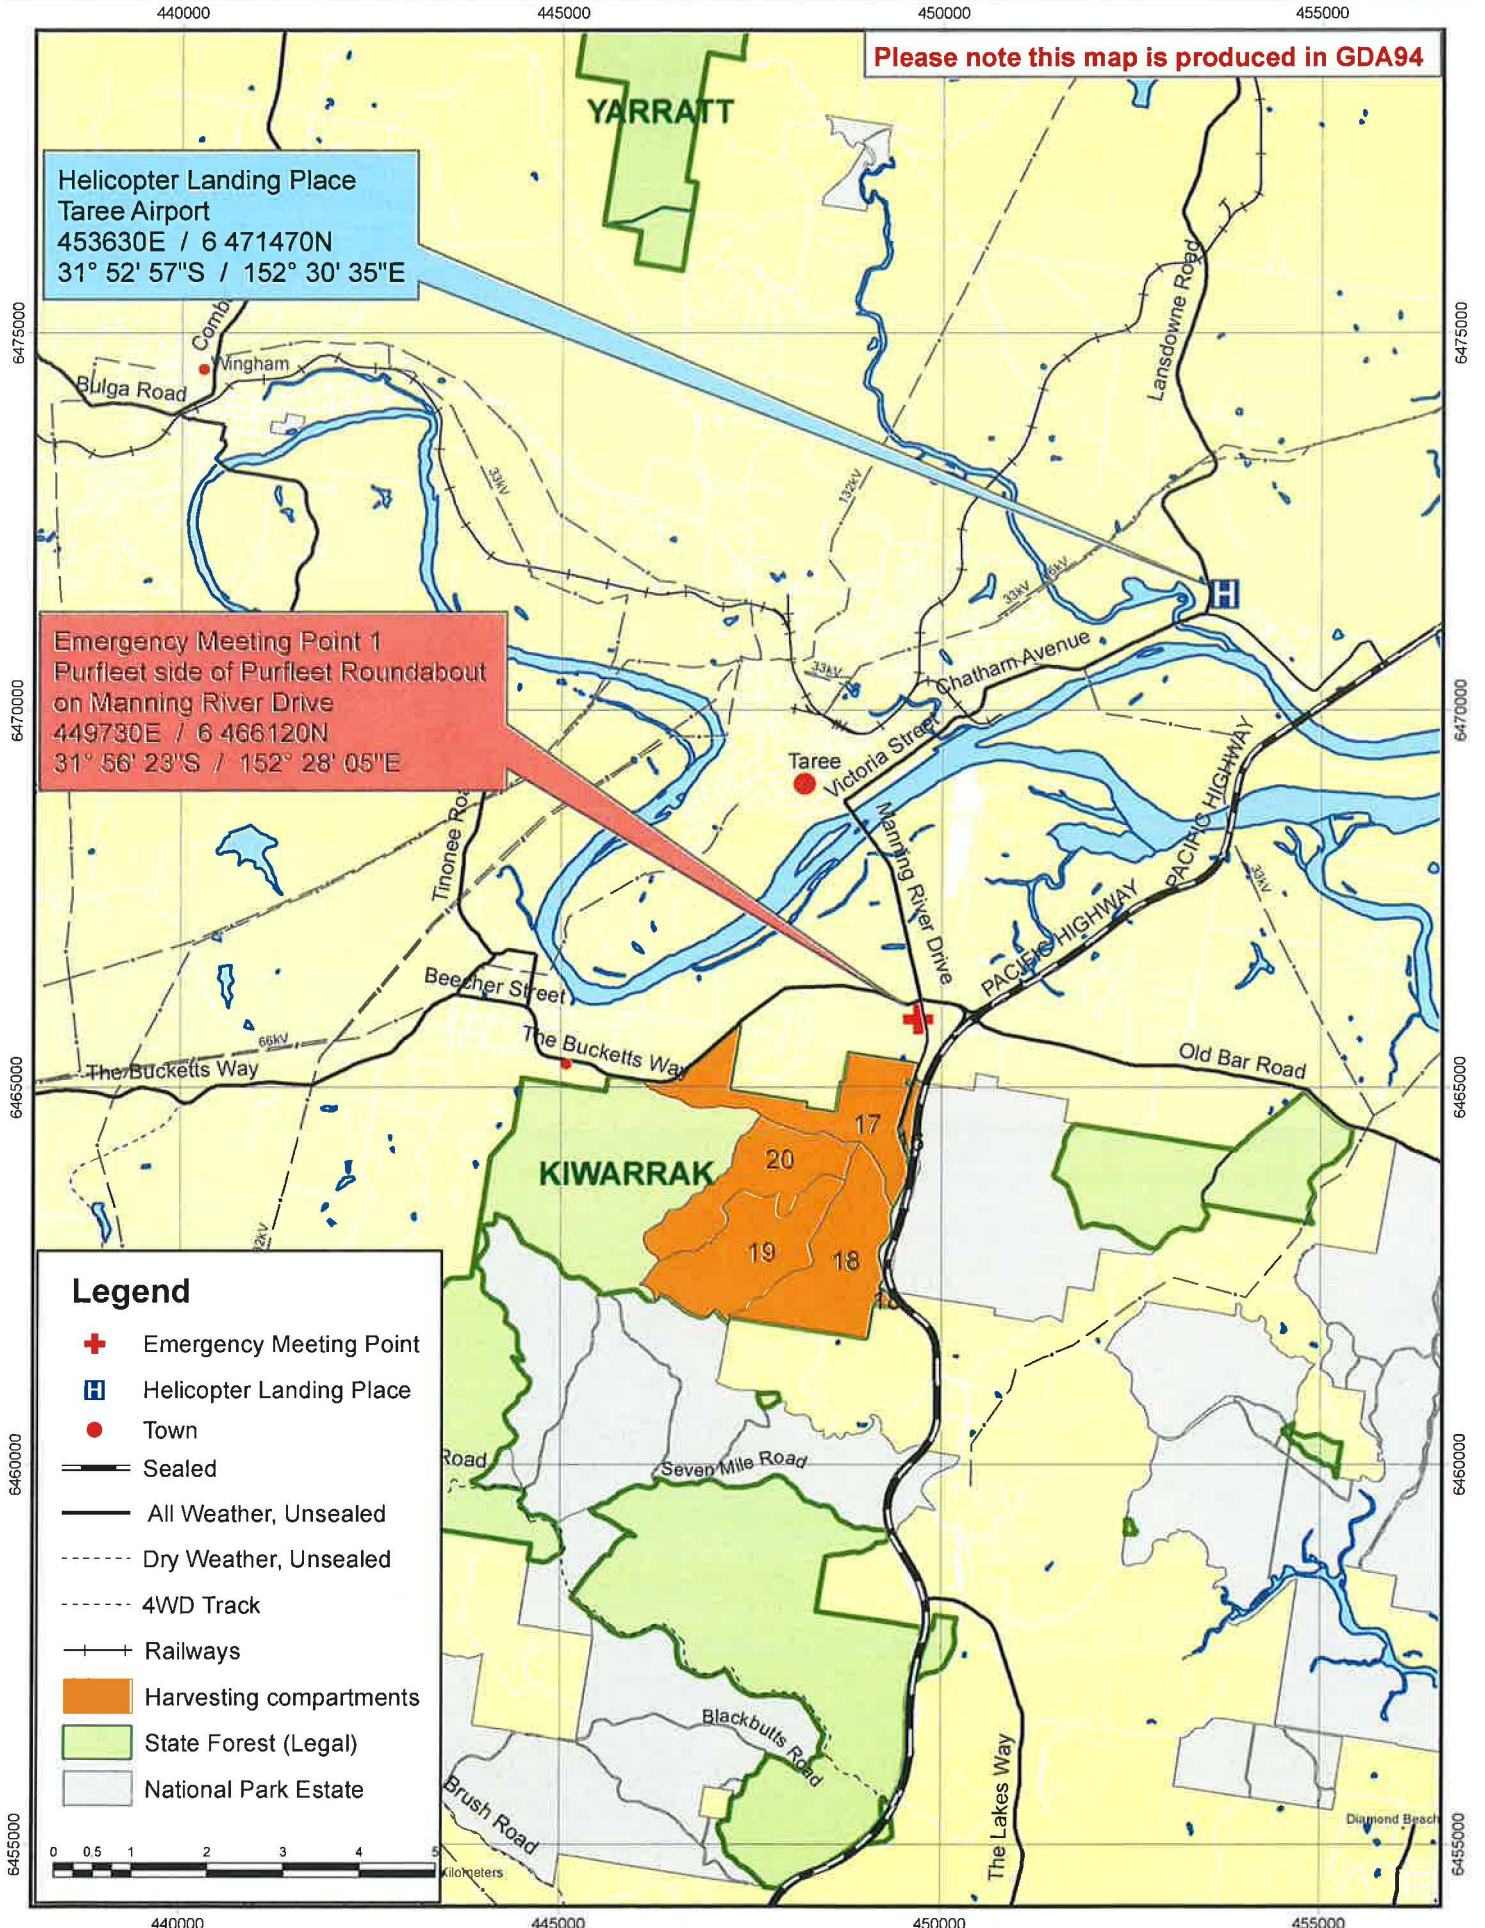 440000
445000
450000
455000
Please note this map is produced in GDA94
YARRATT
Helicopter Landing Place
Taree Airport
453630E / 6 471470N
31° 52' 57"S / 152° 30' 35"E
Lansdowne Road
6475000
6475000
Wingham
Bulga Road
33kV
132kV
33kV
Emergency Meeting Point 1
Purfleet side of Purfleet Roundabout
on Manning River Drive
449730E / 6 466120N
31° 56' 23"S / 152° 28' 05"E
33kV
Chatham Avenue
6470000
6470000
Taree
Victoria Street
PACIFIC HIGHWAY
Manning River Drive
33kV
PACIFIC HIGHWAY
Beecher Street
66kV
The Bucketts Way
The Bucketts Way
Old Bar Road
6465000
6465000
17
20
KIWARRAK
19
18
Legend
Emergency Meeting Point
Helicopter Landing Place
H
H
Town
Sealed
All Weather, Unsealed
Dry Weather, Unsealed
4WD Track
Railways
Harvesting compartments
State Forest (Legal)
National Park Estate
0 0.5 1 2 3 4 5
Kilometers
Road
Seven Mile Road
6460000
6460000
Blackbutts Road
Brush Road
The Lakes Way
Diamond Beach
6455000
6455000
440000
445000
450000
455000